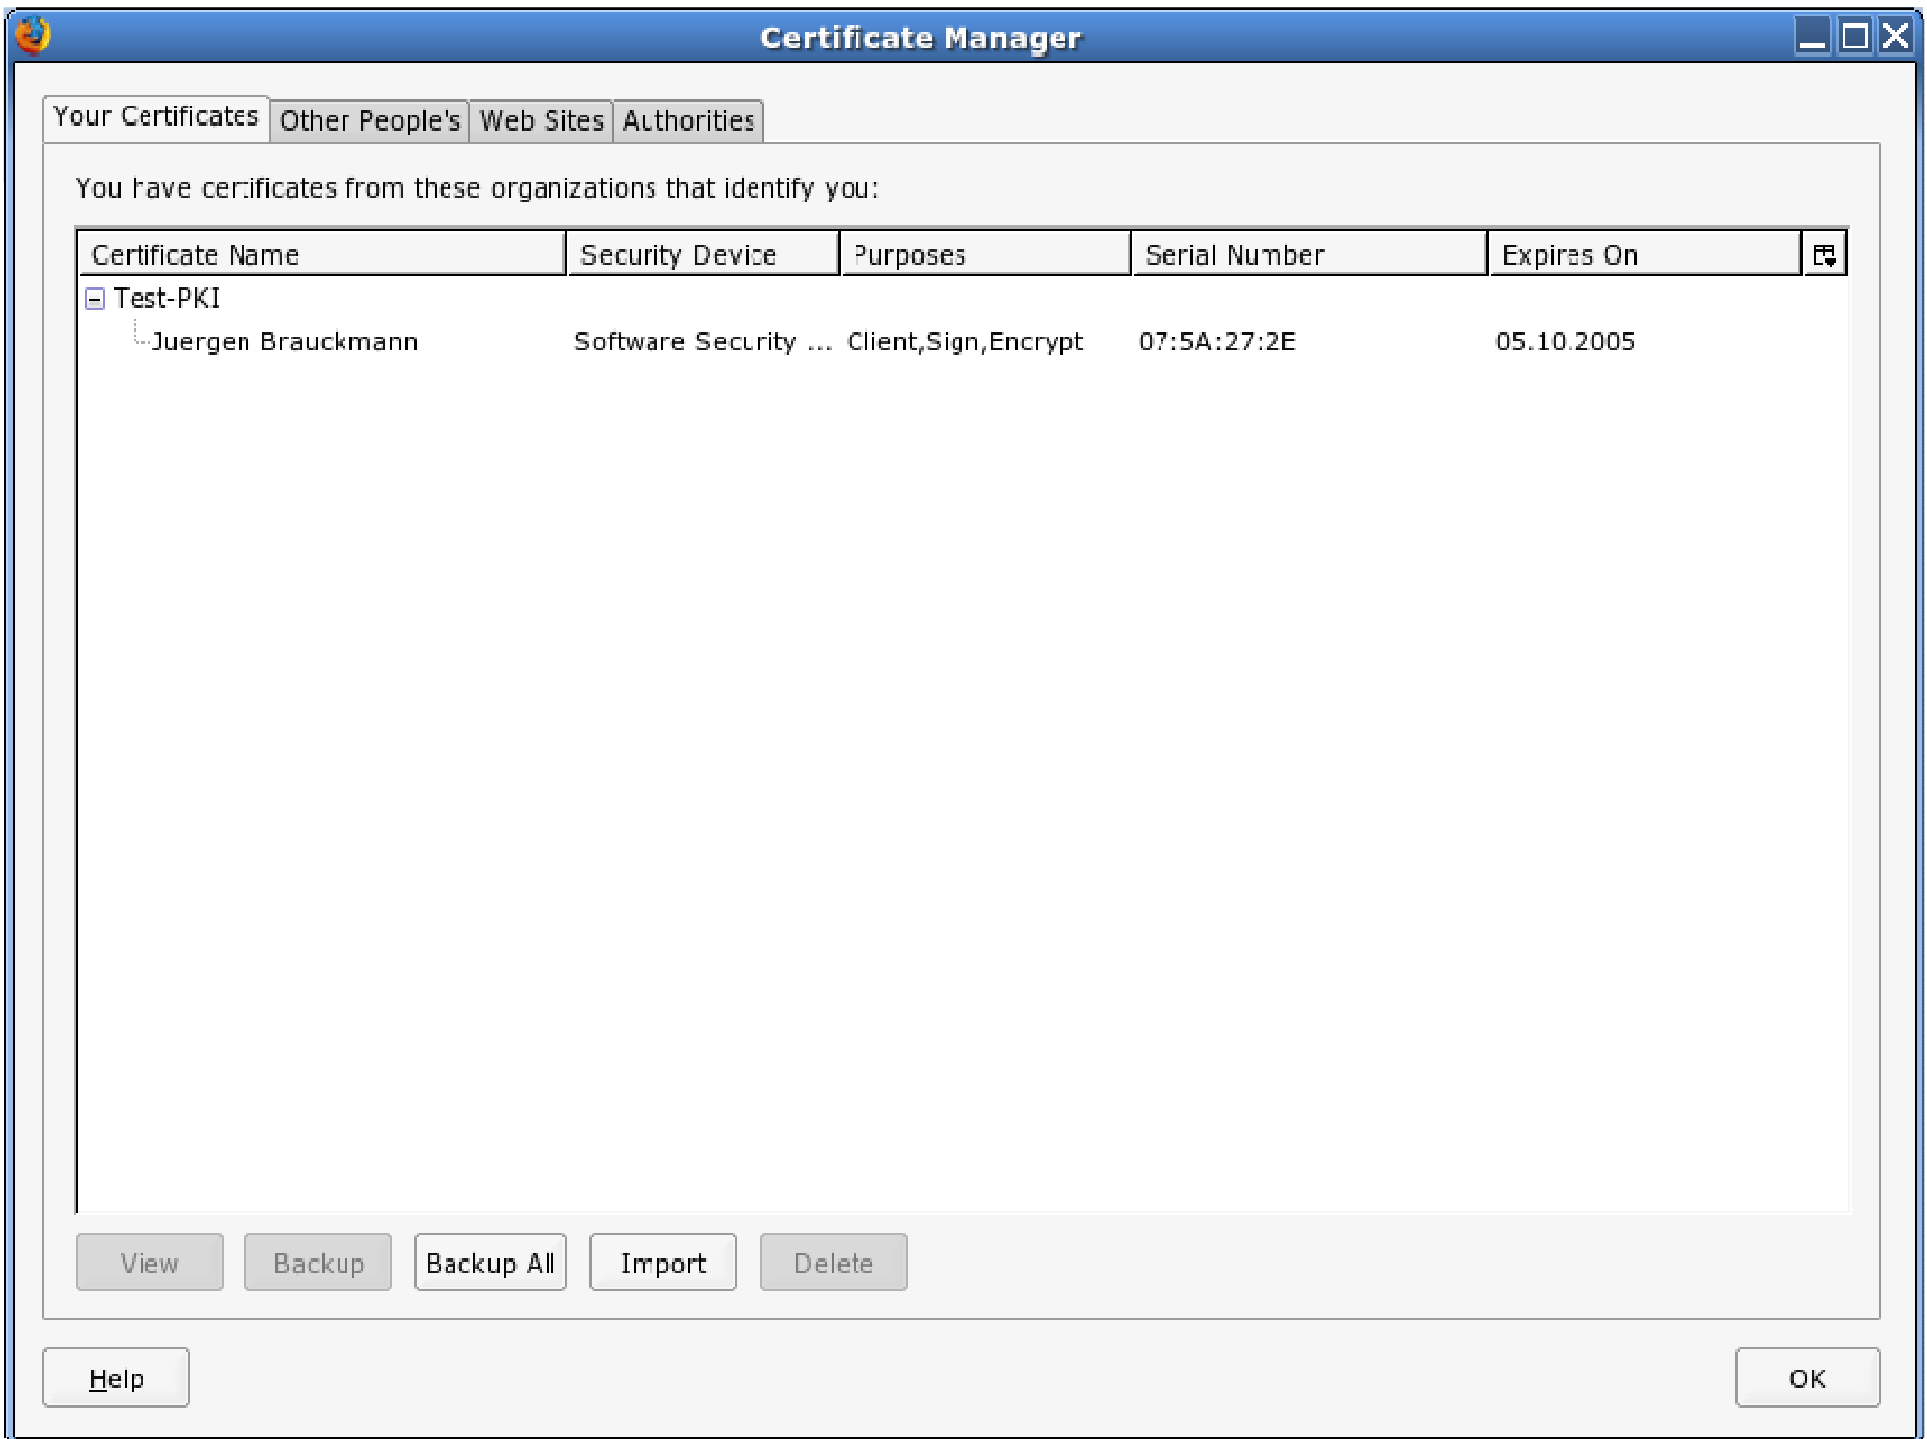 Certificate Manager
Your Certificates Other People's Web Sites Authorities
You have certificates from these organizations that identify you:
Certificate Name Security Device Purposes Serial Number Expires On
Test-PKI
Juergen Brauckmann Software Security ... Client,Sign,Encrypt 07:5A:27:2E 05.10.2005
View Backup Backup All Import Delete
Help OK